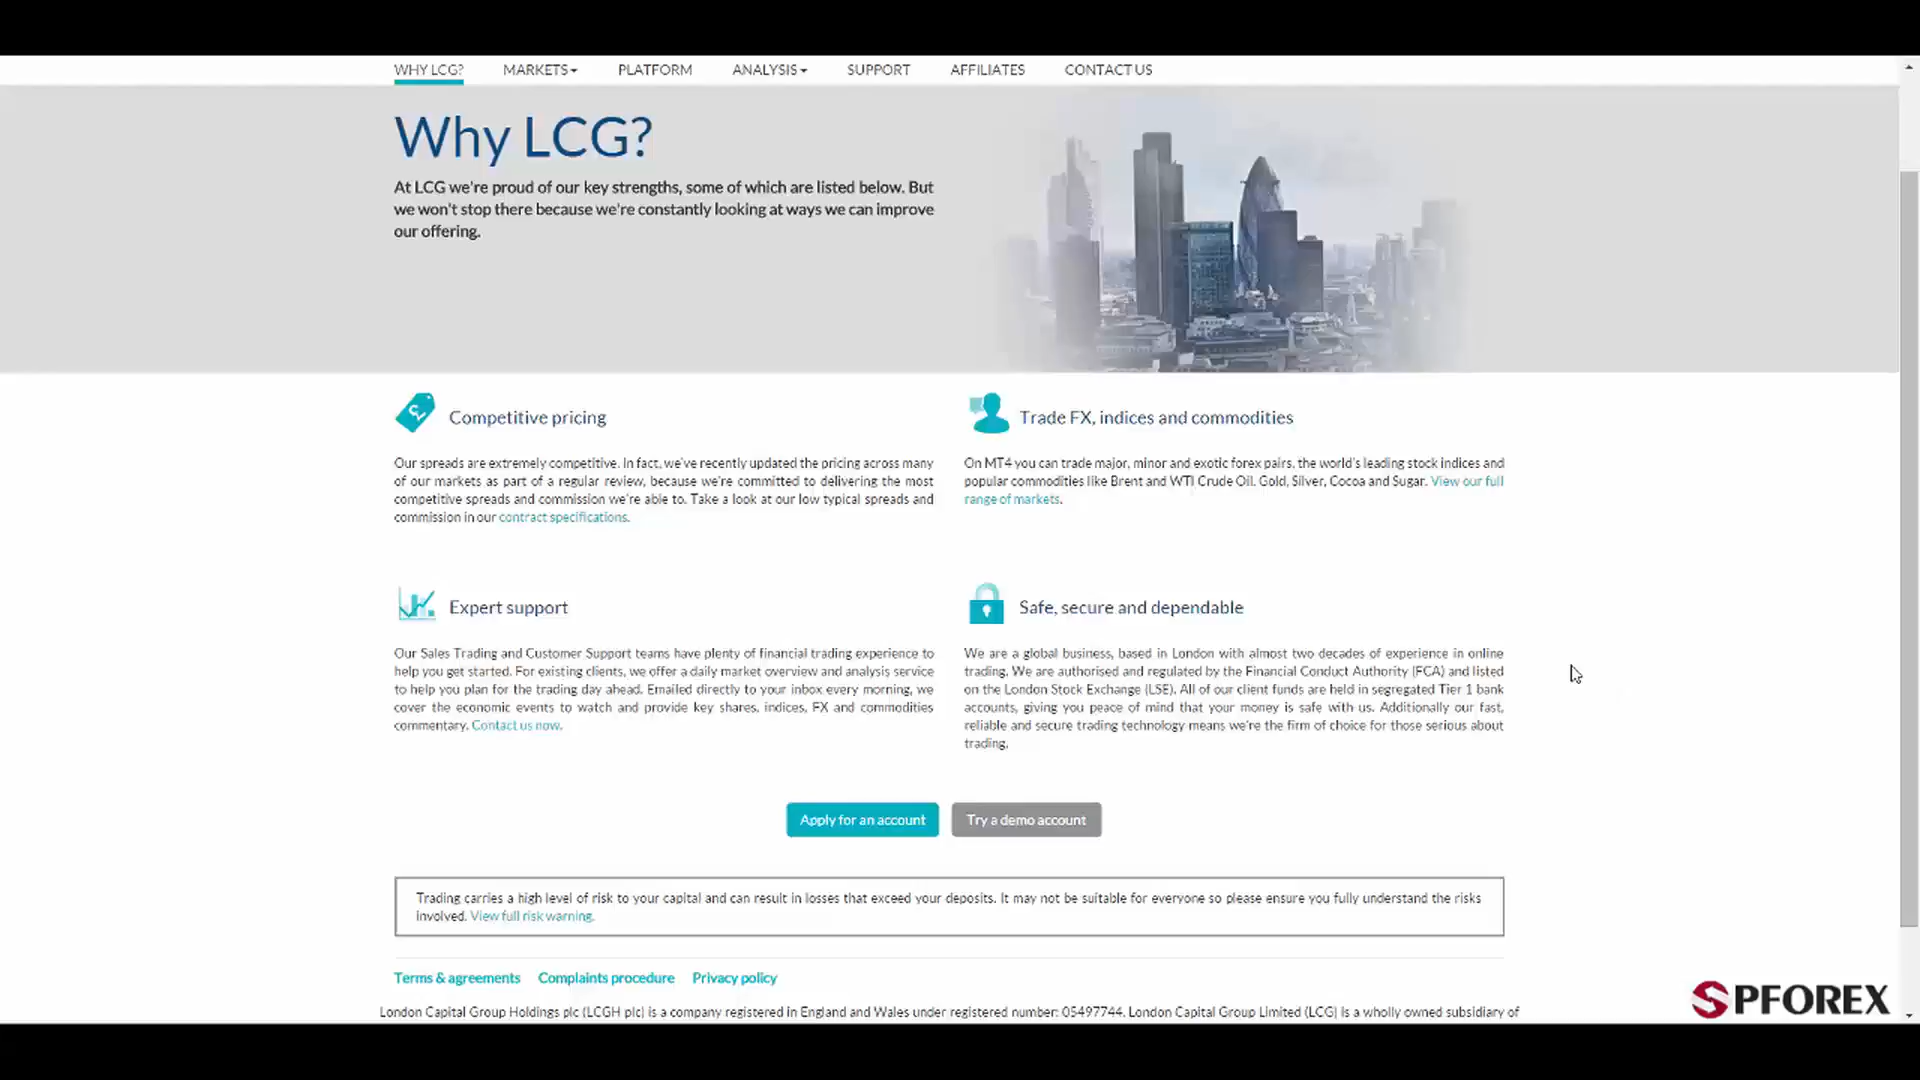 WHY LCG? MARKETS PLATFORM ANALYSIS SUPPORT AFFILIATES CONTACT US
Why LCG?
At LCG we're proud of our key strengths, some of which are listed below. But
we won't stop there because we're constantly looking at ways we can improve
our offering.
Competitive pricing
Our spreads are extremely competitive. In fact, we've recently updated the pricing across many
of our markets as part of a regular review, because we're committed to delivering the most
competitive spreads and commission we're able to. Take a look at our low typical spreads and
commission in our contract specifications.
Trade FX, indices and commodities
On MT4 you can trade major, minor and exotic forex pairs, the world's leading stock indices and
popular commodities like Brent and WTI Crude Oil, Gold, Silver, Cocoa and Sugar. View our full
range of markets.
Expert support
Our Sales Trading and Customer Support teams have plenty of financial trading experience to
help you get started. For existing clients, we offer a daily market overview and analysis service
to help you plan for the trading day ahead. Emailed directly to your inbox every morning, we
cover the economic events to watch and provide key shares, indices, FX and commodities
commentary. Contact us now.
Safe, secure and dependable
We are a global business, based in London with almost two decades of experience in online
trading. We are authorised and regulated by the Financial Conduct Authority (FCA) and listed
on the London Stock Exchange (LSE). All of our client funds are held in segregated Tier 1 bank
accounts, giving you peace of mind that your money is safe with us. Additionally our fast,
reliable and secure trading technology means we're the firm of choice for those serious about
trading.
Apply for an account Try a demo account
Trading carries a high level of risk to your capital and can result in losses that exceed your deposits. It may not be suitable for everyone so please ensure you fully understand the risks
involved. View full risk warning.
Terms & agreements Complaints procedure Privacy policy
London Capital Group Holdings plc (LCGH plc) is a company registered in England and Wales under registered number: 05497744. London Capital Group Limited (LCG) is a wholly owned subsidiary of
SPFOREX